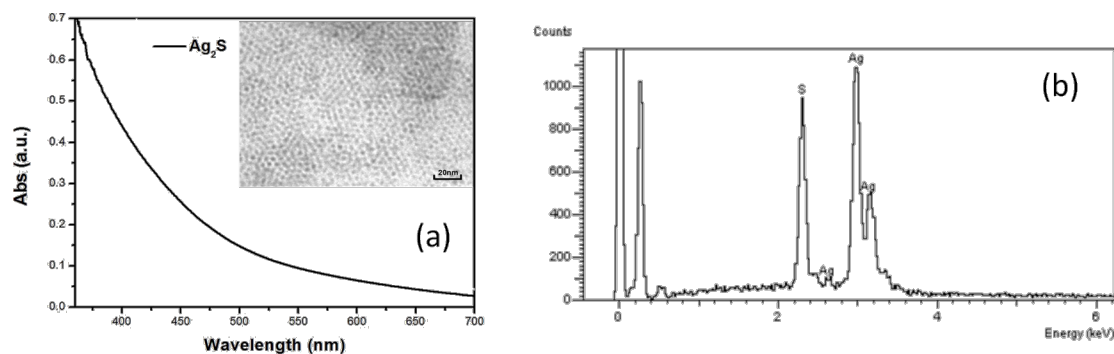 0.7
0.6
0.5
0.4
0.3
0.2
0.1
0.0
Abs (a.u.)
Ag₂S
20nm
(a)
400 450 500 550 600 650 700
Wavelength (nm)
Counts
1000
800
600
400
200
0
S
Ag
Ag
Ag
(b)
0 2 4 6
Energy (keV)